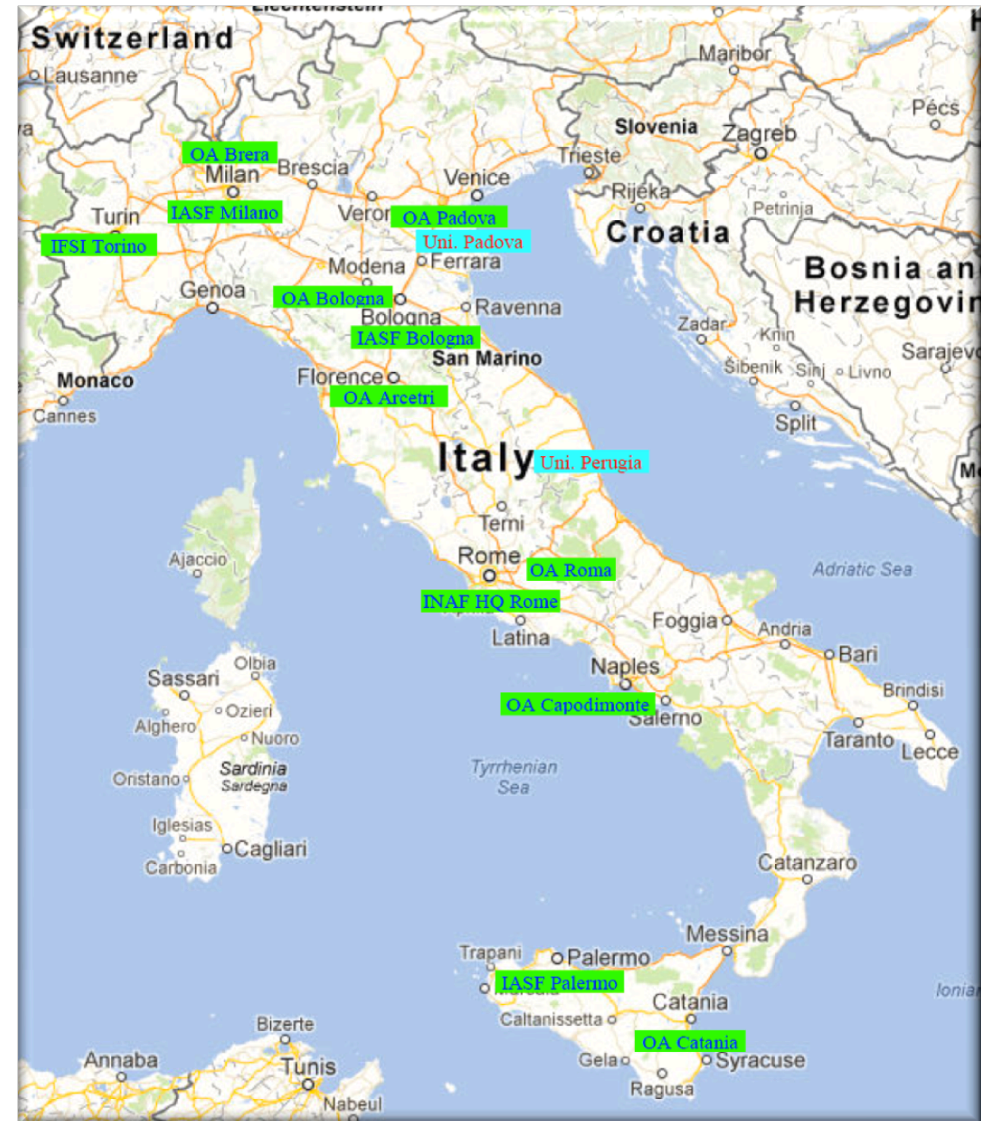 Liechtenstein
Switzerland
Maribor
Lausanne
Pécs
Slovenia
Zagreb
OA Brera
Trieste
Milan
Brescia
Venice
Rijeka
IASF Milano
Veron
OA Padova
Petrinja
Turin
Croatia
IFSI Torino
Uni. Padova
Ferrara
Modena
Bosnia an
Herzegovin
Genoa
OA Bologna
Ravenna
Bologna
Zadar
Knin
IASF Bologna
San Marino
Sarajevo
Šibenik
Sinj
Livno
Monaco
Florence
OA Arcetri
Cannes
Split
Italy
Uni. Perugia
Terni
Rome
Ajaccio
OA Roma
Adriatic Sea
INAF HQ Rome
Latina
Foggia
Andria
Bari
Olbia
Naples
Sassari
Brindisi
Alghero
Ozieri
OA Capodimonte
Salerno
Nuoro
Taranto
Lecce
Oristano
Sardinia
Sardegna
Tyrrhenian
Sea
Iglesias
Cagliari
Carbonia
Catanzaro
Messina
Trapani
Palermo
IASF Palermo
Catania
Caltanissetta
Ionian
Bizerte
OA Catania
Annaba
Tunis
Gela
Syracuse
Ragusa
Nabeul